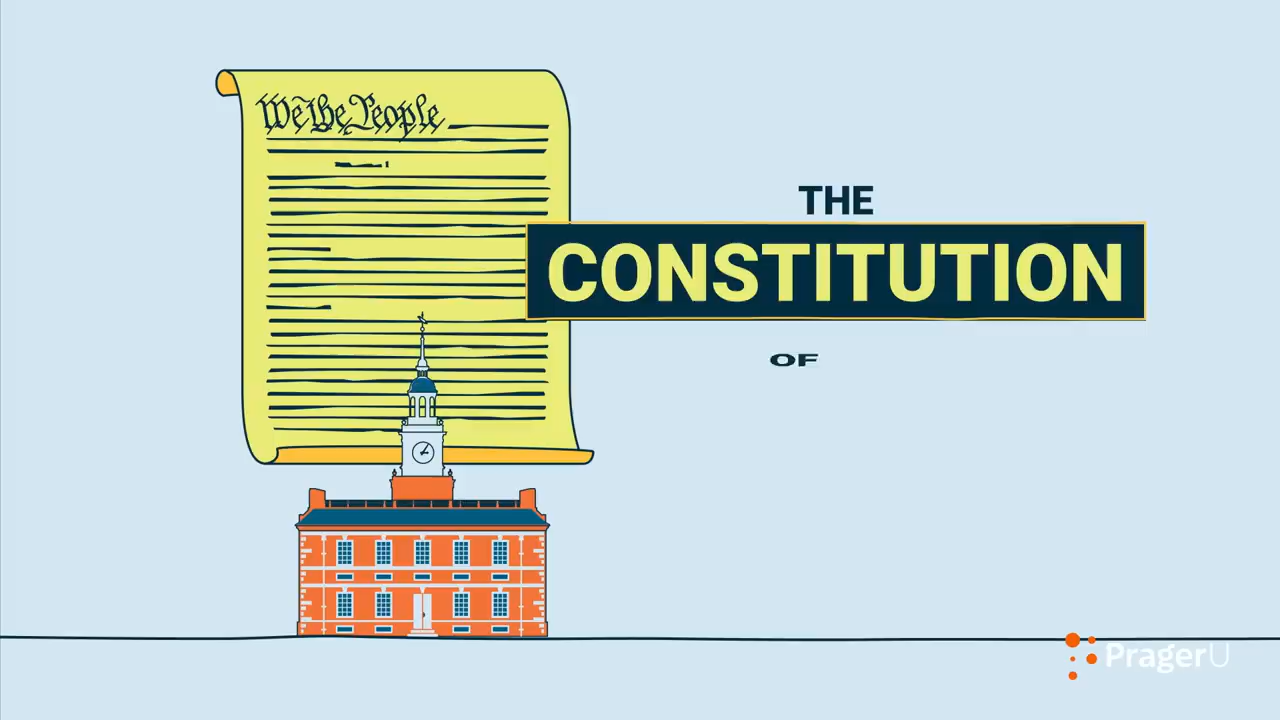 We the People
THE
CONSTITUTION
OF
PragerU